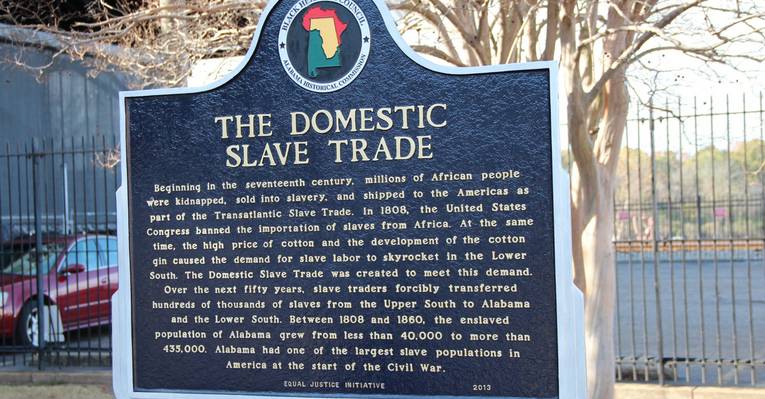 BLACK HE COUNCIL
ALABAMA HISTORICAL COMMISSION
THE DOMESTIC
SLAVE TRADE
Beginning in the seventeenth century, millions of African people
were kidnapped, sold into slavery, and shipped to the Americas as
part of the Transatlantic Slave Trade. In 1808, the United States
Congress banned the importation of slaves from Africa. At the same
time, the high price of cotton and the development of the cotton
gin caused the demand for slave labor to skyrocket in the Lower
South. The Domestic Slave Trade was created to meet this demand.
Over the next fifty years, slave traders forcibly transferred
hundreds of thousands of slaves from the Upper South to Alabama
and the Lower South. Between 1808 and 1860, the enslaved
population of Alabama grew from less than 40,000 to more than
435,000. Alabama had one of the largest slave populations in
America at the start of the Civil War.
EQUAL JUSTICE INITIATIVE 2013